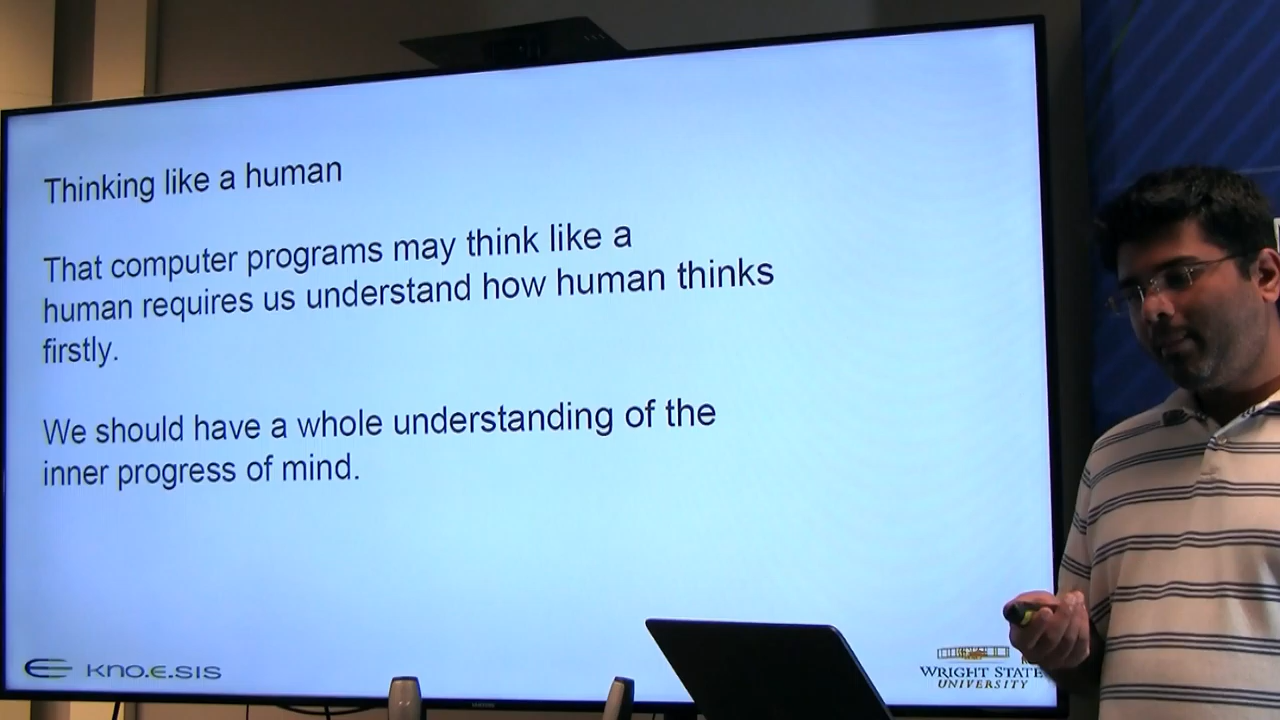 Thinking like a human
That computer programs may think like a
human requires us understand how human thinks
firstly.
We should have a whole understanding of the
inner progress of mind.
KNO.E.SIS
WRIGHT STATE
UNIVERSITY